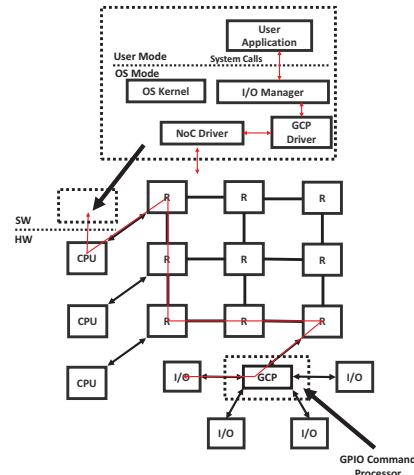 User
Application
User Mode
System Calls
OS Mode
OS Kernel
I/O Manager
NoC Driver
GCP
Driver
R
R
R
SW
HW
CPU
R
R
R
CPU
R
R
R
CPU
I/O
GCP
I/O
I/O
I/O
GPIO Command
Processor